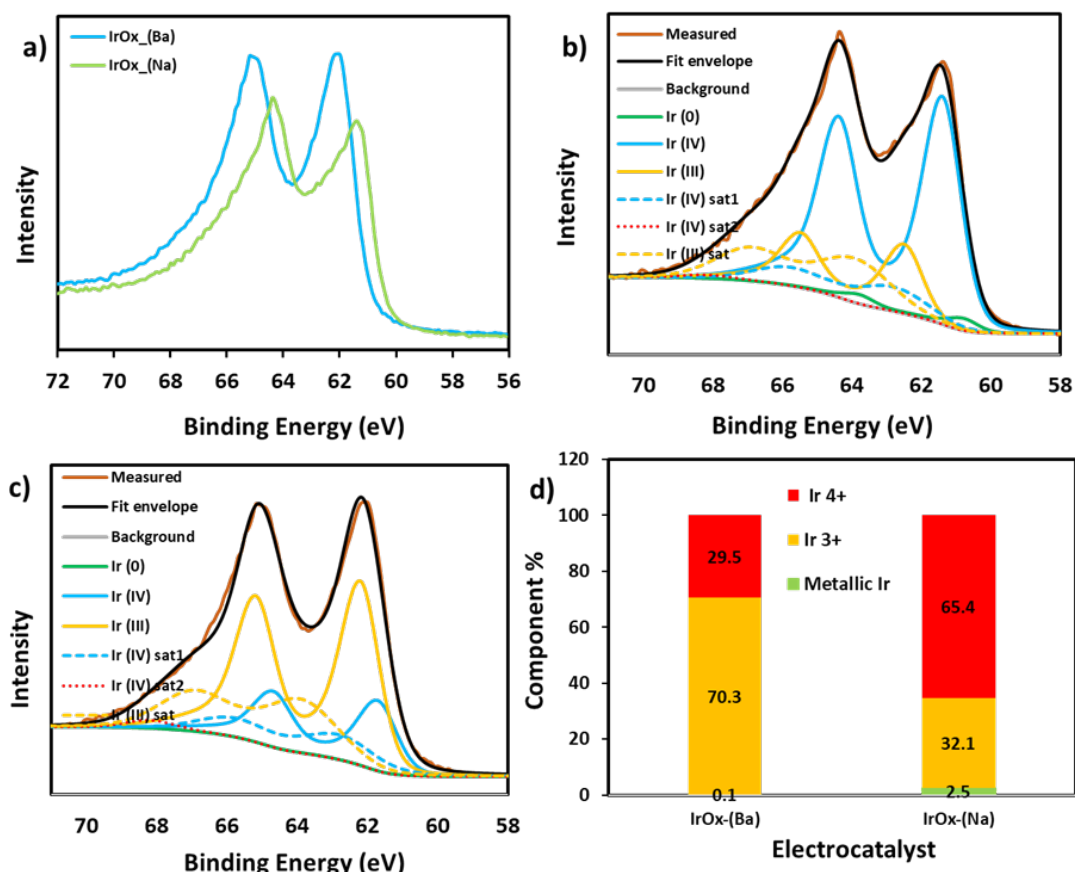 a)
IrOx_(Ba)
IrOx_(Na)
Intensity
72 70 68 66 64 62 60 58 56
Binding Energy (eV)
b)
Measured
Fit envelope
Background
Ir (0)
Ir (IV)
Ir (III)
Ir (IV) sat1
Ir (IV) sat2
Ir (III) sat
Intensity
70 68 66 64 62 60 58
Binding Energy (eV)
c)
Measured
Fit envelope
Background
Ir (0)
Ir (IV)
Ir (III)
Ir (IV) sat1
Ir (IV) sat2
Ir (III) sat
Intensity
70 68 66 64 62 60 58
Binding Energy (eV)
d)
Ir 4+
Ir 3+
Metallic Ir
120
100
80
60
40
20
0
Component %
29.5
70.3
0.1
65.4
32.1
2.5
IrOx-(Ba) IrOx-(Na)
Electrocatalyst